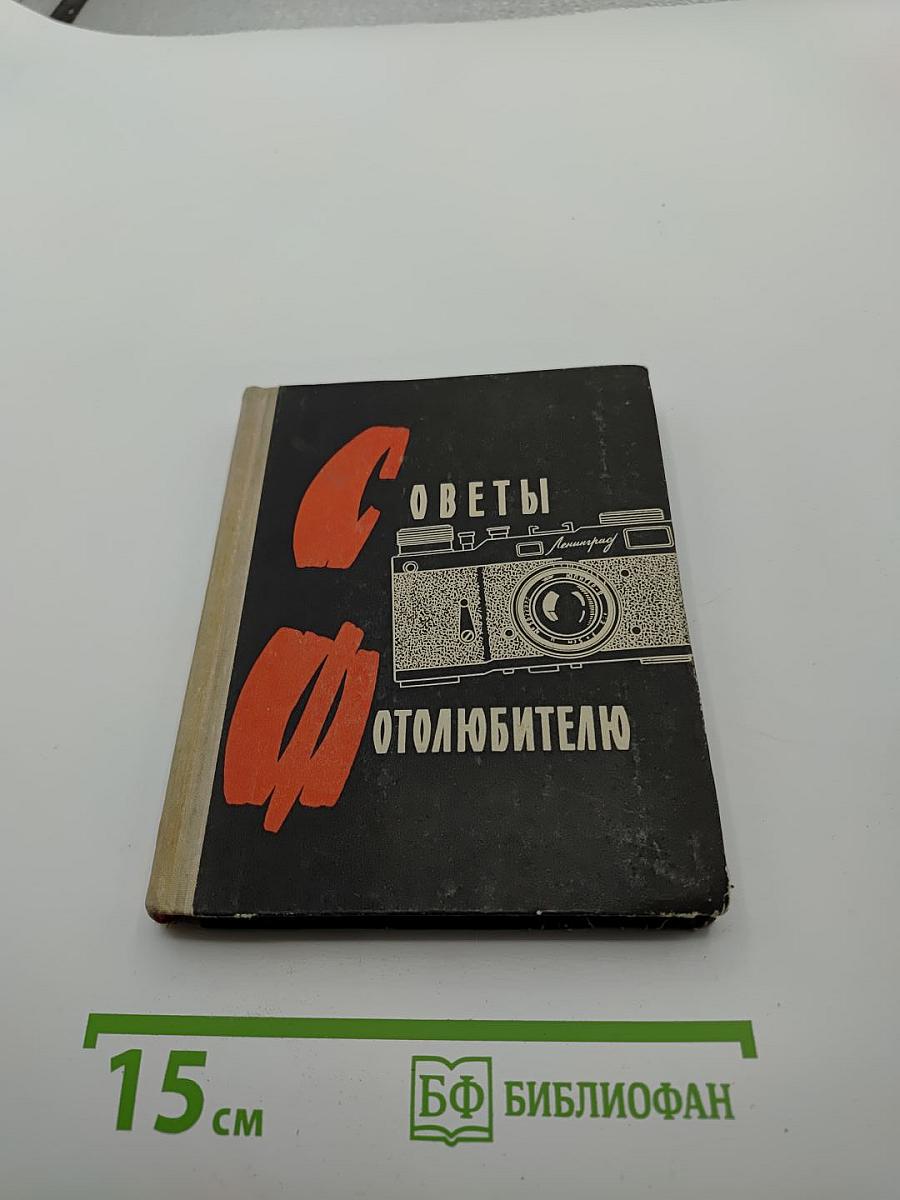 Советы
Ленинград
Фотолюбителю
15 см
БФ БИБЛИОФАН